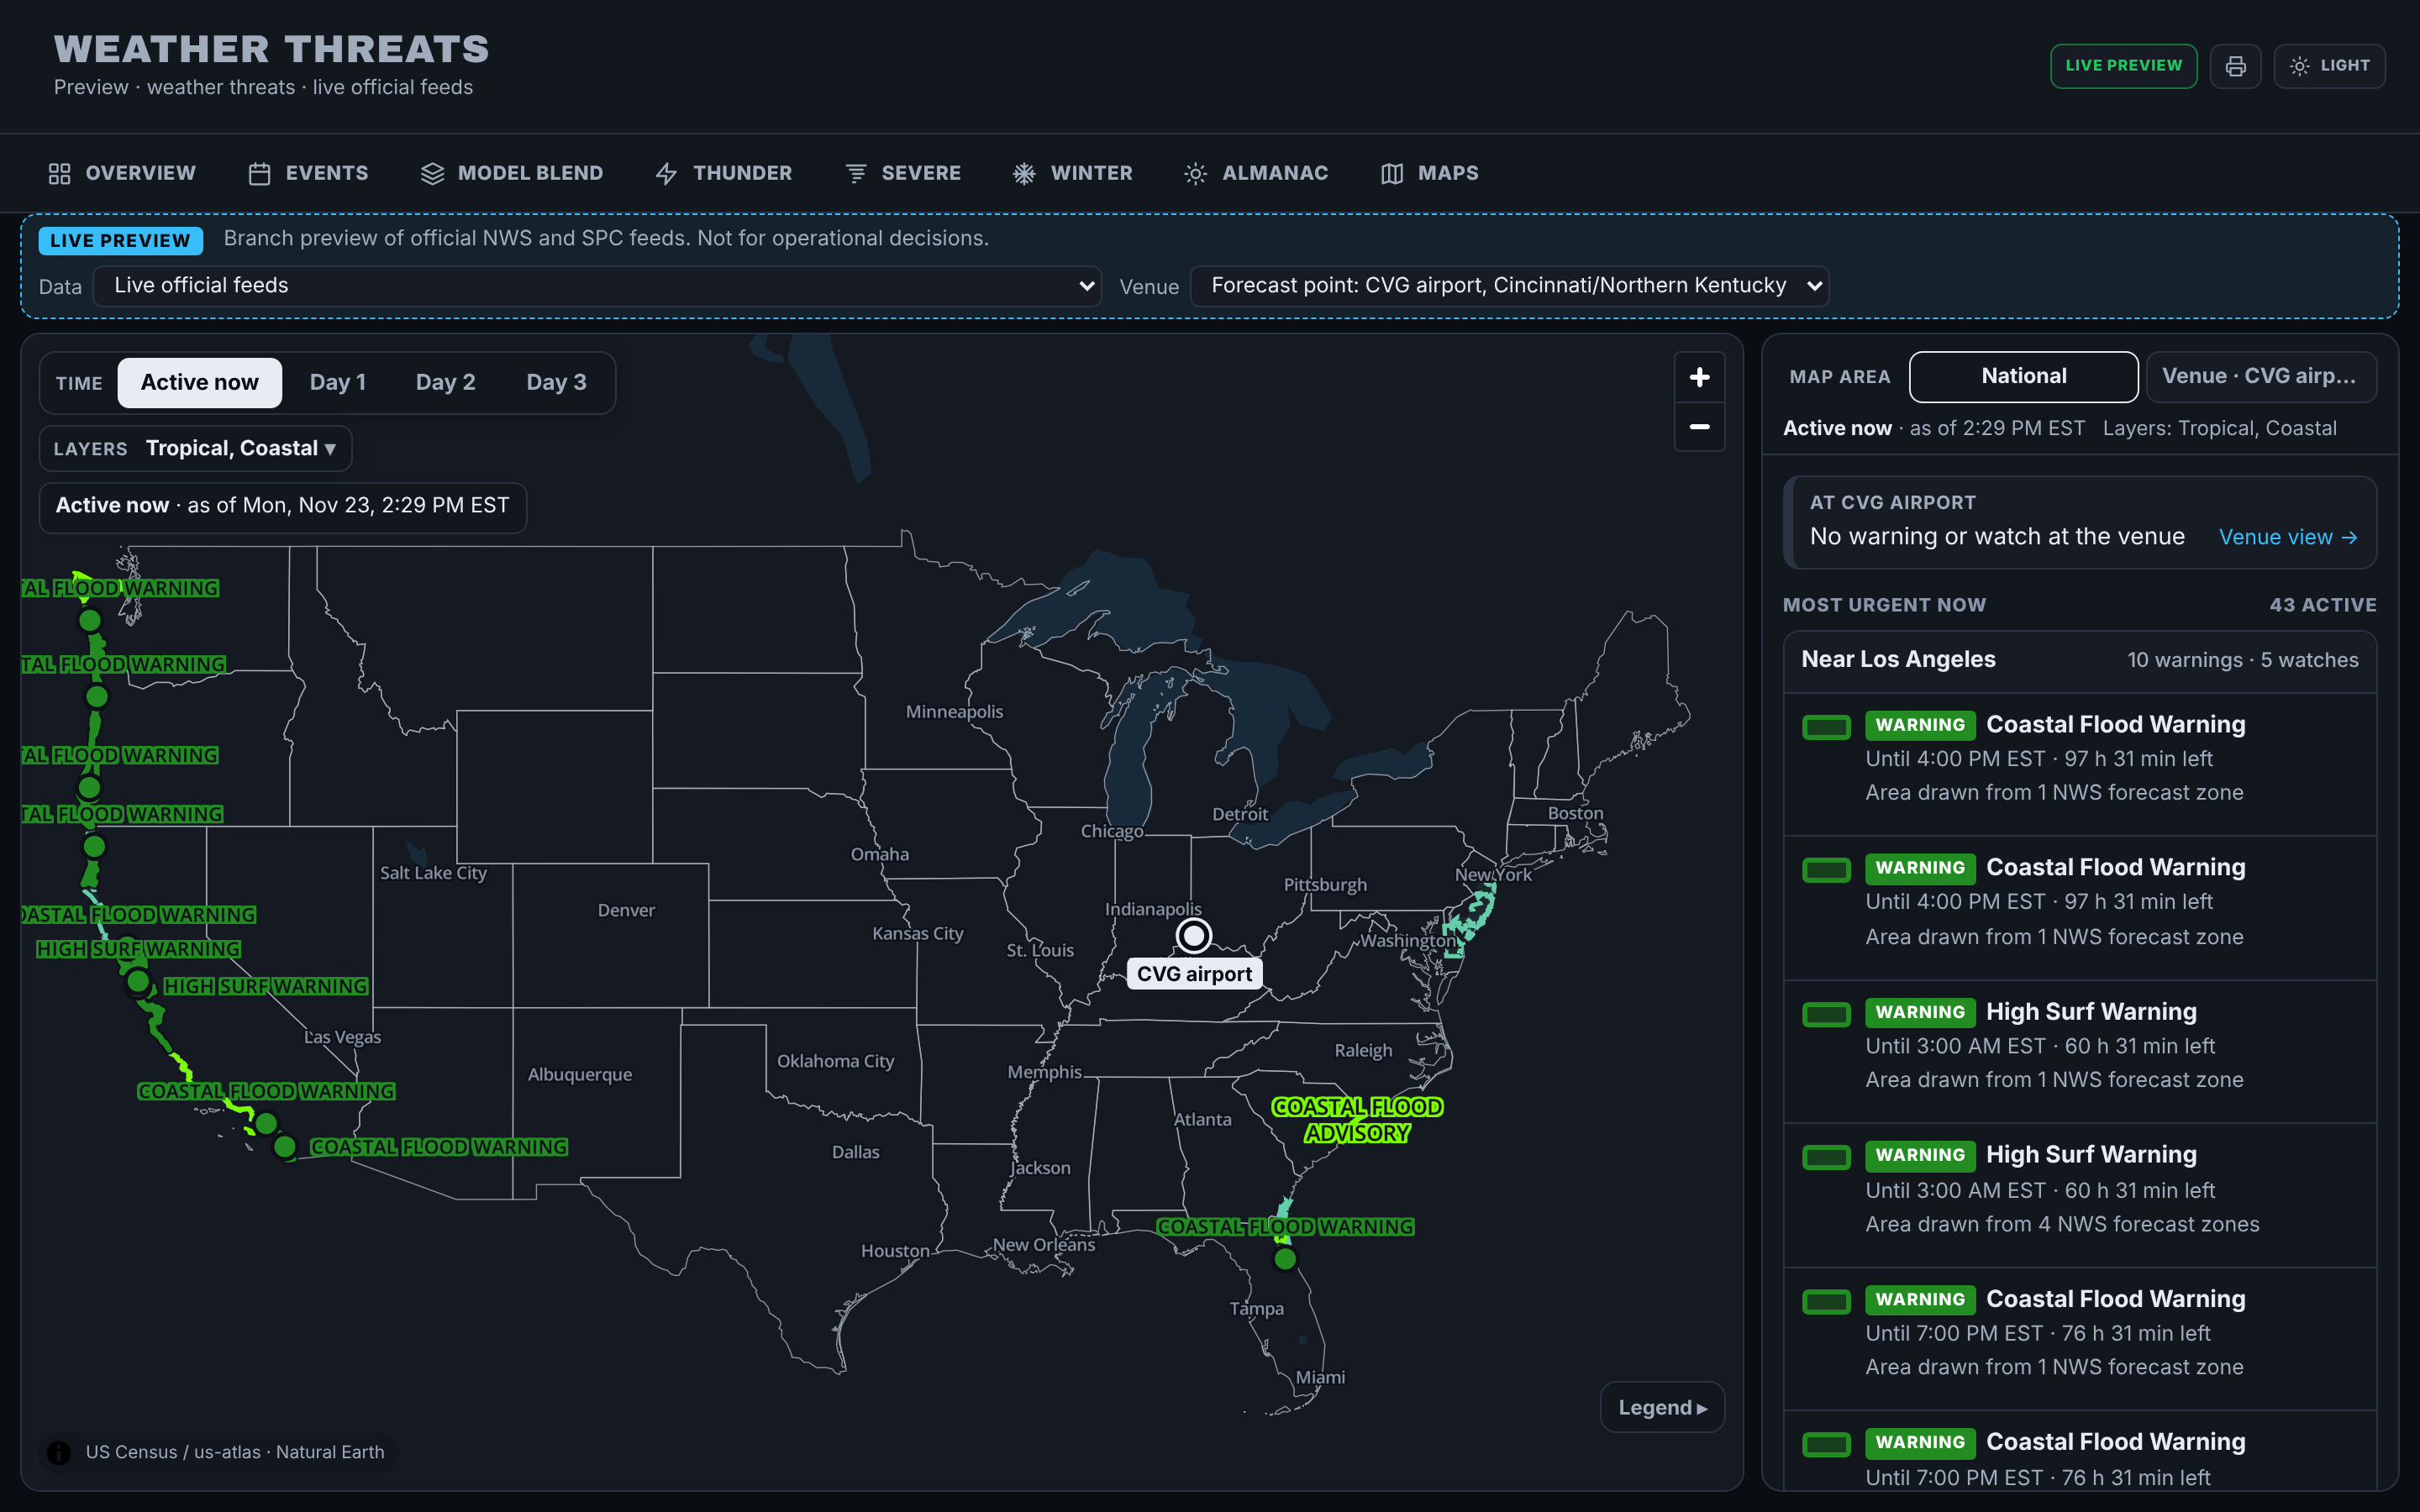 WEATHER THREATS
Preview · weather threats · live official feeds
LIVE PREVIEW
LIGHT
OVERVIEW
EVENTS
MODEL BLEND
THUNDER
SEVERE
WINTER
ALMANAC
MAPS
LIVE PREVIEW Branch preview of official NWS and SPC feeds. Not for operational decisions.
Data Live official feeds
Venue Forecast point: CVG airport, Cincinnati/Northern Kentucky
TIME Active now Day 1 Day 2 Day 3
LAYERS Tropical, Coastal ▾
Active now · as of Mon, Nov 23, 2:29 PM EST
+
−
TAL FLOOD WARNING
TAL FLOOD WARNING
TAL FLOOD WARNING
TAL FLOOD WARNING
OASTAL FLOOD WARNING
HIGH SURF WARNING
HIGH SURF WARNING
COASTAL FLOOD WARNING
COASTAL FLOOD WARNING
Minneapolis
Boston
Detroit
Chicago
Omaha
Salt Lake City
New York
Pittsburgh
Denver
Indianapolis
Kansas City
Washington
St. Louis
CVG airport
Las Vegas
Raleigh
Oklahoma City
Memphis
Albuquerque
COASTAL FLOOD
ADVISORY
Atlanta
Dallas
Jackson
COASTAL FLOOD WARNING
New Orleans
Houston
Tampa
Miami
Legend ▸
US Census / us-atlas · Natural Earth
MAP AREA National Venue · CVG airp...
Active now · as of 2:29 PM EST Layers: Tropical, Coastal
AT CVG AIRPORT
No warning or watch at the venue Venue view →
MOST URGENT NOW 43 ACTIVE
Near Los Angeles 10 warnings · 5 watches
WARNING Coastal Flood Warning
Until 4:00 PM EST · 97 h 31 min left
Area drawn from 1 NWS forecast zone
WARNING Coastal Flood Warning
Until 4:00 PM EST · 97 h 31 min left
Area drawn from 1 NWS forecast zone
WARNING High Surf Warning
Until 3:00 AM EST · 60 h 31 min left
Area drawn from 1 NWS forecast zone
WARNING High Surf Warning
Until 3:00 AM EST · 60 h 31 min left
Area drawn from 4 NWS forecast zones
WARNING Coastal Flood Warning
Until 7:00 PM EST · 76 h 31 min left
Area drawn from 1 NWS forecast zone
WARNING Coastal Flood Warning
Until 7:00 PM EST · 76 h 31 min left